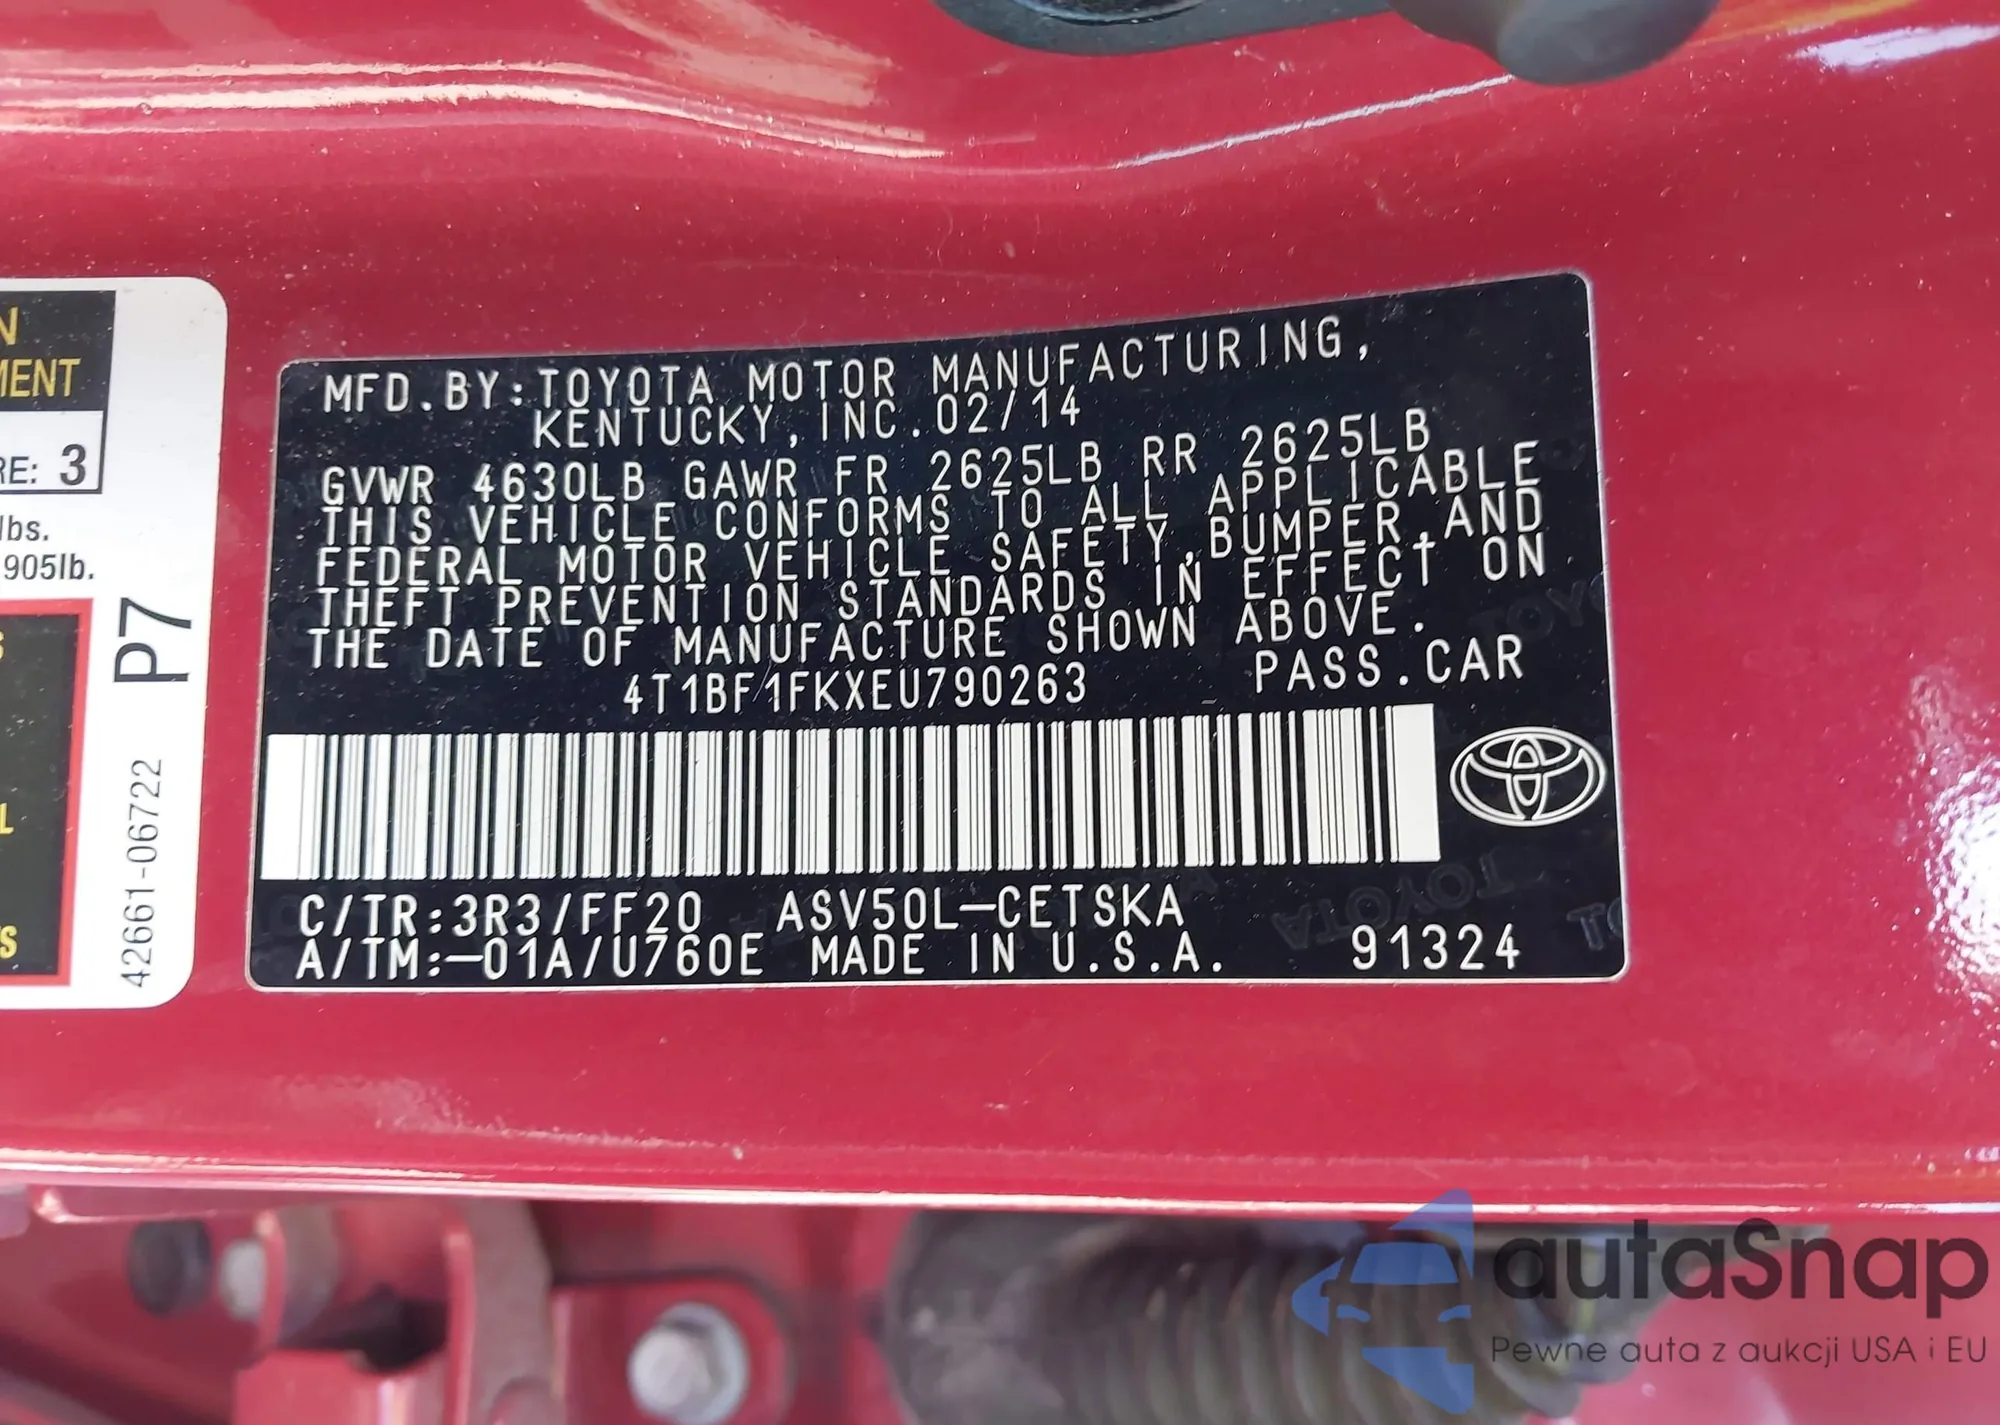 N
MENT
RE: 3
lbs.
905lb.
S
L
S
P7
42661-06722
MFD.BY:TOYOTA MOTOR MANUFACTURING,
KENTUCKY,INC.02/14
GVWR 4630LB GAWR FR 2625LB RR 2625LB
THIS VEHICLE CONFORMS TO ALL APPLICABLE
FEDERAL MOTOR VEHICLE SAFETY,BUMPER,AND
THEFT PREVENTION STANDARDS IN EFFECT ON
THE DATE OF MANUFACTURE SHOWN ABOVE.
4T1BF1FKXEU790263 PASS.CAR
C/TR:3R3/FF20 ASV50L-CETSKA
A/TM:-01A/U760E MADE IN U.S.A. 91324
autaSnap
Pewne auta z aukcji USA i EU